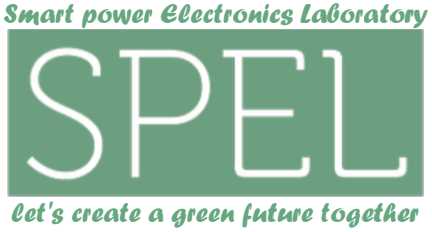 Smart power Electronics Laboratory
SPEL
let's create a green future together